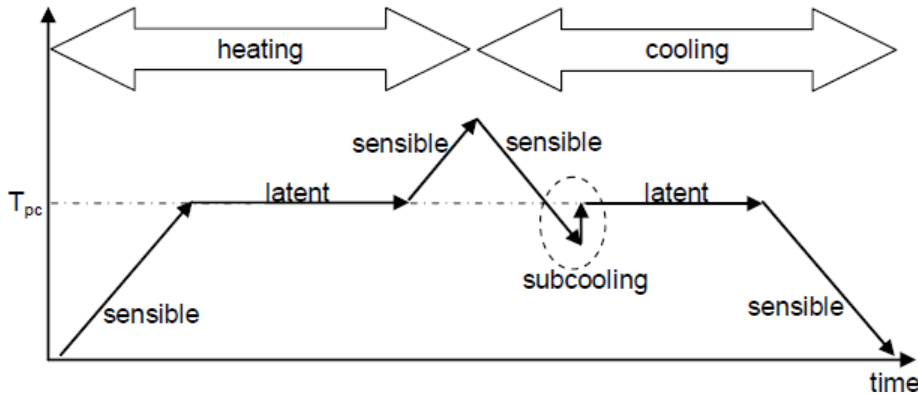 heating
cooling
sensible
sensible
T_pc
latent
latent
subcooling
sensible
sensible
time